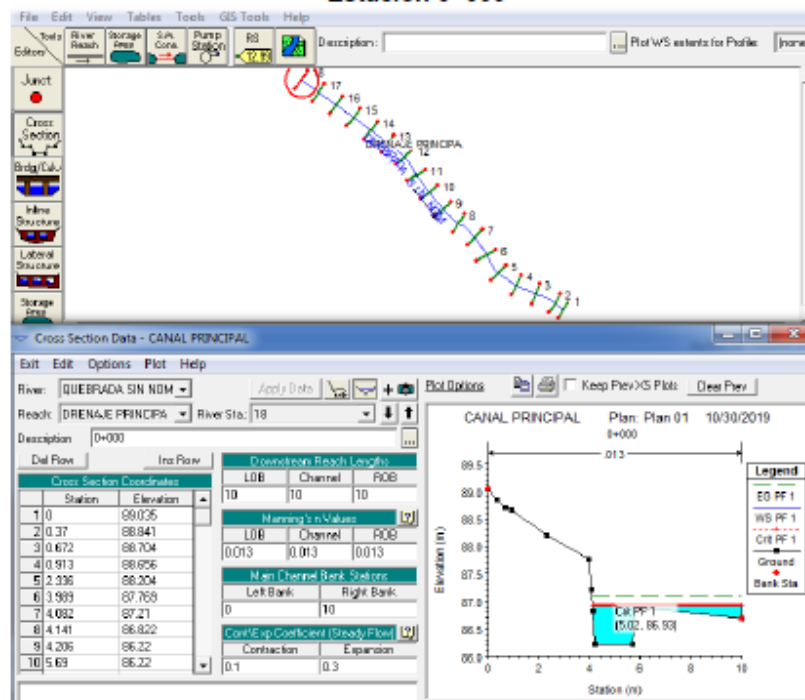 File Edit View Tables Tools GIS Tools Help
Tools
Editors
River Reach
Storage Area
S.A. Conn.
Pump Station
RS
Description:
...
Plot WS extents for Profile:
Junct
Cross Section
Inline Structure
Lateral Structure
Storage Area
17
16
15
14
13
12
11
10
9
8
7
6
5
4
3
2
1
DRENAJE PRINCIPA
Cross Section Data - CANAL PRINCIPAL
Exit Edit Options Plot Help
River: QUEBRADA SIN NOM
Apply Data
Reach: DRENAJE PRINCIPA River Sta.: 18
Description 0+000 ...
Del Row Ins Row
Cross Section Coordinates
Station Elevation
1 0 89.035
2 0.37 88.841
3 0.672 88.704
4 0.913 88.656
5 2.336 88.204
6 3.989 87.769
7 4.082 87.21
8 4.141 86.822
9 4.206 86.22
10 5.69 86.22
Downstream Reach Lengths
LOB Channel ROB
10 10 10
Manning's n Values
LOB Channel ROB
0.013 0.013 0.013
Main Channel Bank Stations
Left Bank Right Bank
0 10
Cont\Exp Coefficient (Steady Flow)
Contraction Expansion
0.1 0.3
Plot Options
Keep Prev XS Plots
Clear Prev
CANAL PRINCIPAL Plan: Plan 01 10/30/2019
0+000
.013
89.5
89.0
88.5
88.0
87.5
87.0
86.5
86.0
0 2 4 6 8 10
Elevation (m)
Station (m)
Crit PF 1
(5.02, 86.93)
Legend
EG PF 1
WS PF 1
Crit PF 1
Ground
Bank Sta